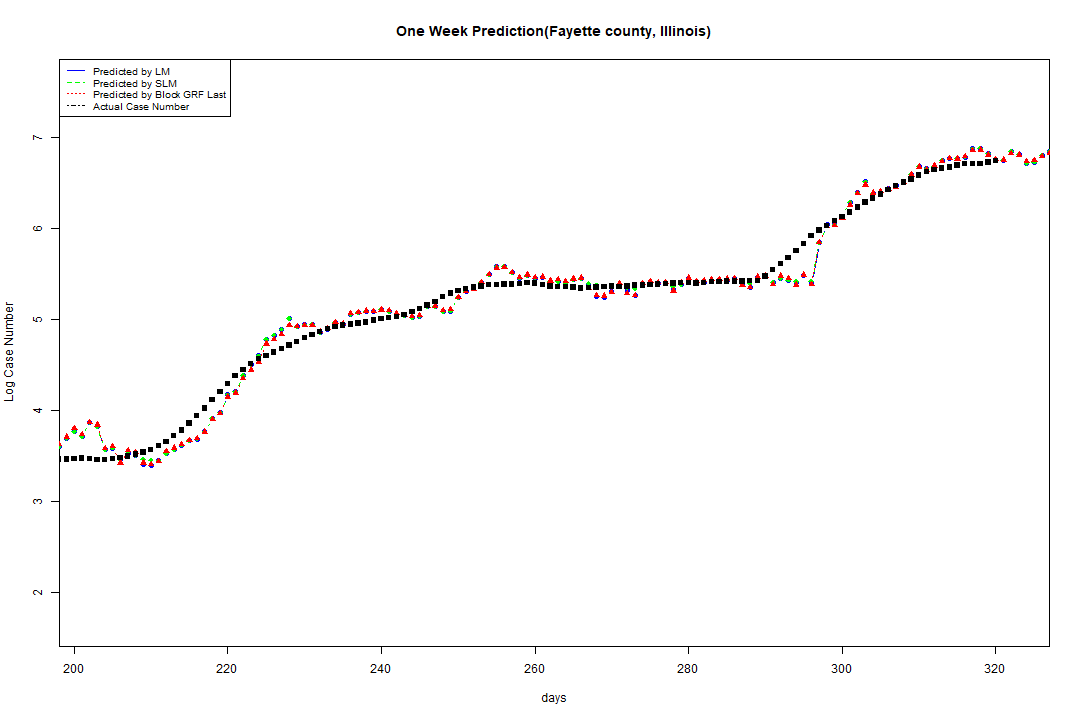 One Week Prediction(Fayette county, Illinois)
Predicted by LM
Predicted by SLM
Predicted by Block GRF Last
Actual Case Number
7
6
5
4
3
2
Log Case Number
200 220 240 260 280 300 320
days